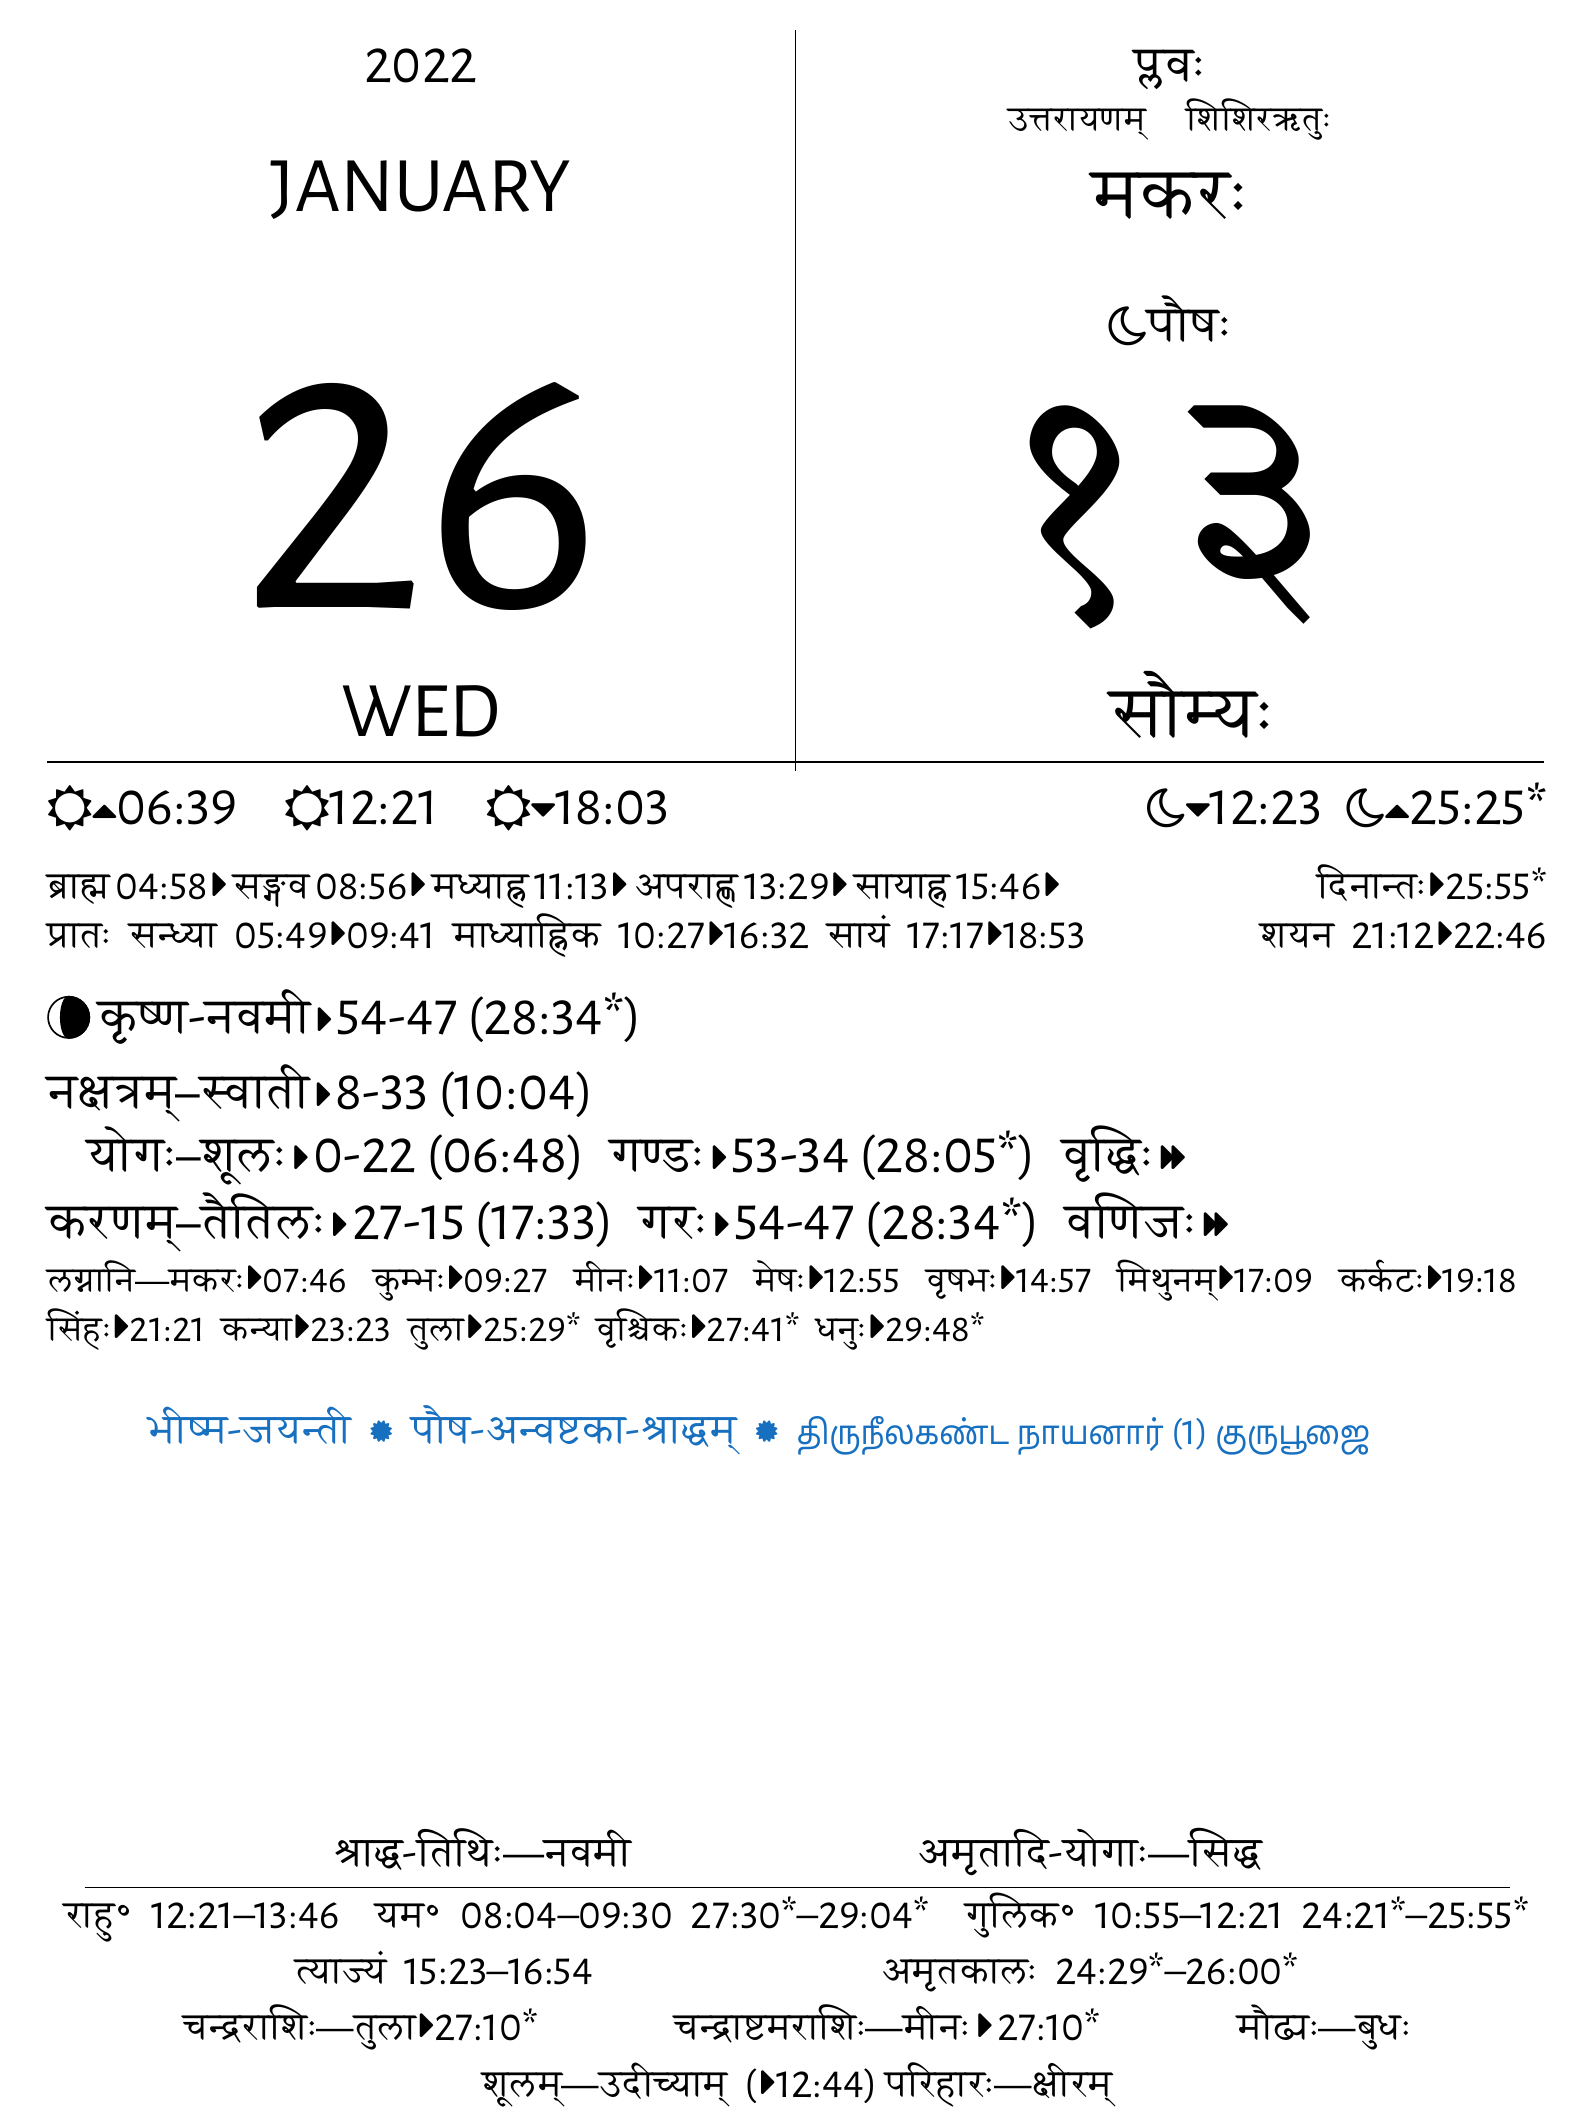 2022
JANUARY
26
WED
प्लवः
उत्तरायणम् शिशिरऋतुः
मकरः
पौषः
१३
सौम्यः
06:39 12:21 18:03 12:23 25:25*
ब्राह्म 04:58 सङ्गव 08:56 मध्याह्न 11:13 अपराह्ण 13:29 सायाह्न 15:46 दिनान्तः 25:55*
प्रातः सन्ध्या 05:49 09:41 माध्याह्निक 10:27 16:32 सायं 17:17 18:53 शयन 21:12 22:46
कृष्ण-नवमी 54-47 (28:34*)
नक्षत्रम्–स्वाती 8-33 (10:04)
योगः–शूलः 0-22 (06:48) गण्डः 53-34 (28:05*) वृद्धिः
करणम्–तैतिलः 27-15 (17:33) गरः 54-47 (28:34*) वणिजः
लग्नानि—मकरः 07:46 कुम्भः 09:27 मीनः 11:07 मेषः 12:55 वृषभः 14:57 मिथुनम् 17:09 कर्कटः 19:18
सिंहः 21:21 कन्या 23:23 तुला 25:29* वृश्चिकः 27:41* धनुः 29:48*
भीष्म-जयन्ती ✹ पौष-अन्वष्टका-श्राद्धम् ✹ திருநீலகண்ட நாயனார் (1) குருபூஜை
श्राद्ध-तिथिः—नवमी अमृतादि-योगाः—सिद्ध
राहु॰ 12:21–13:46 यम॰ 08:04–09:30 27:30*–29:04* गुलिक॰ 10:55–12:21 24:21*–25:55*
त्याज्यं 15:23–16:54 अमृतकालः 24:29*–26:00*
चन्द्रराशिः—तुला 27:10* चन्द्राष्टमराशिः—मीनः 27:10* मौढ्यः—बुधः
शूलम्—उदीच्याम् ( 12:44) परिहारः—क्षीरम्